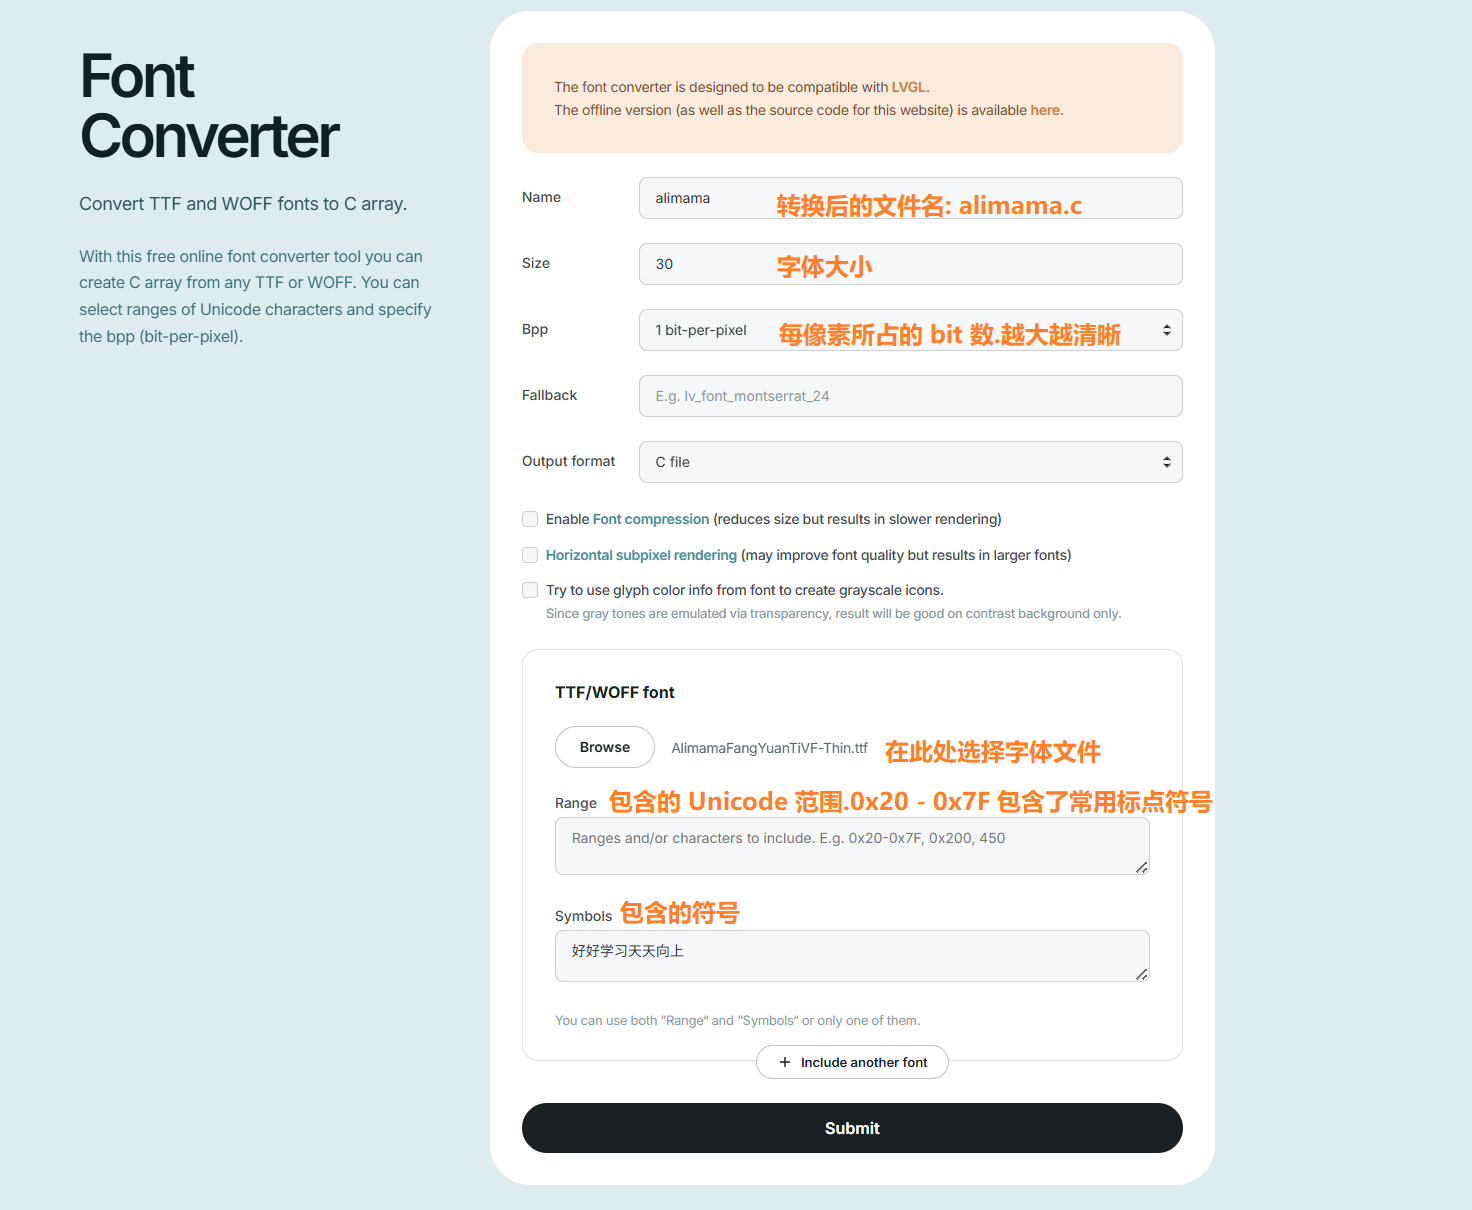 Font
Converter
Convert TTF and WOFF fonts to C array.
With this free online font converter tool you can
create C array from any TTF or WOFF. You can
select ranges of Unicode characters and specify
the bpp (bit-per-pixel).
The font converter is designed to be compatible with LVGL.
The offline version (as well as the source code for this website) is available here.
Name
alimama
转换后的文件名: alimama.c
Size
30
字体大小
Bpp
1 bit-per-pixel
每像素所占的 bit 数.越大越清晰
Fallback
E.g. lv_font_montserrat_24
Output format
C file
Enable Font compression (reduces size but results in slower rendering)
Horizontal subpixel rendering (may improve font quality but results in larger fonts)
Try to use glyph color info from font to create grayscale icons.
Since gray tones are emulated via transparency, result will be good on contrast background only.
TTF/WOFF font
Browse
AlimamaFangYuanTiVF-Thin.ttf
在此处选择字体文件
Range
包含的 Unicode 范围.0x20 - 0x7F 包含了常用标点符号
Ranges and/or characters to include. E.g. 0x20-0x7F, 0x200, 450
Symbols
包含的符号
好好学习天天向上
You can use both "Range" and "Symbols" or only one of them.
+ Include another font
Submit